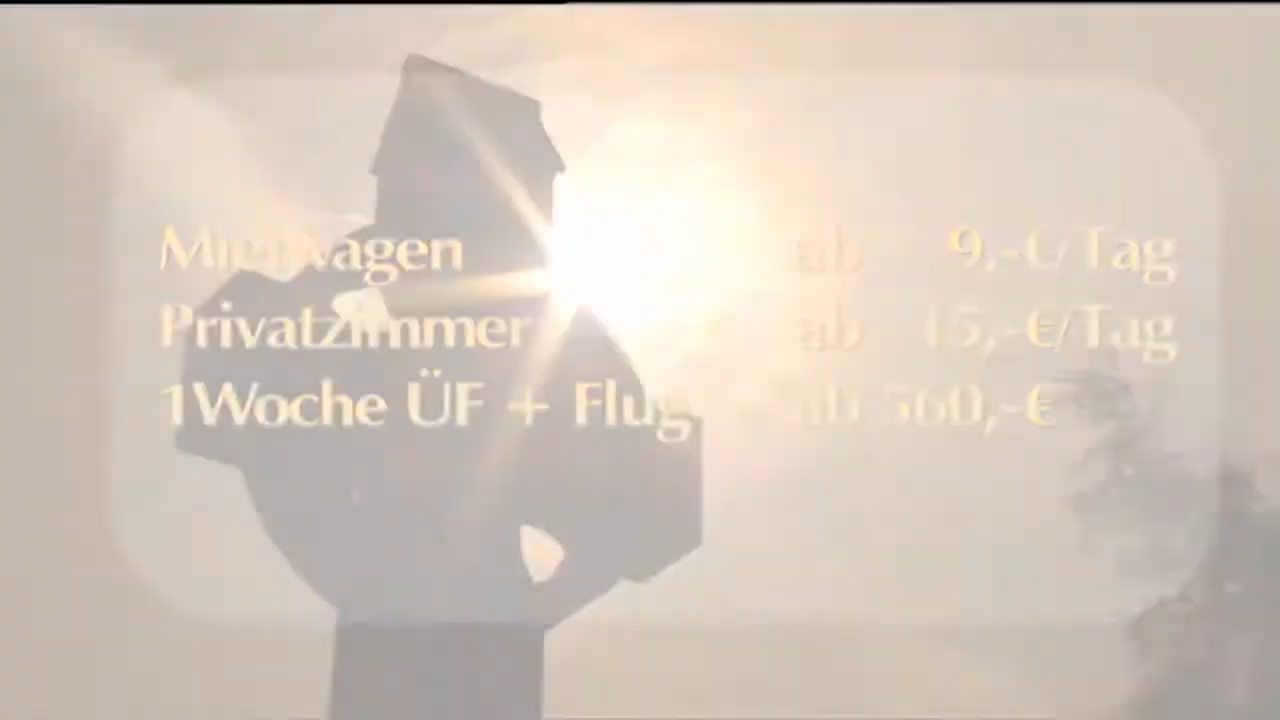 Mietwagen ab 9,-€/Tag
Privatzimmer ab 15,-€/Tag
1Woche ÜF + Flug ab 560,-€